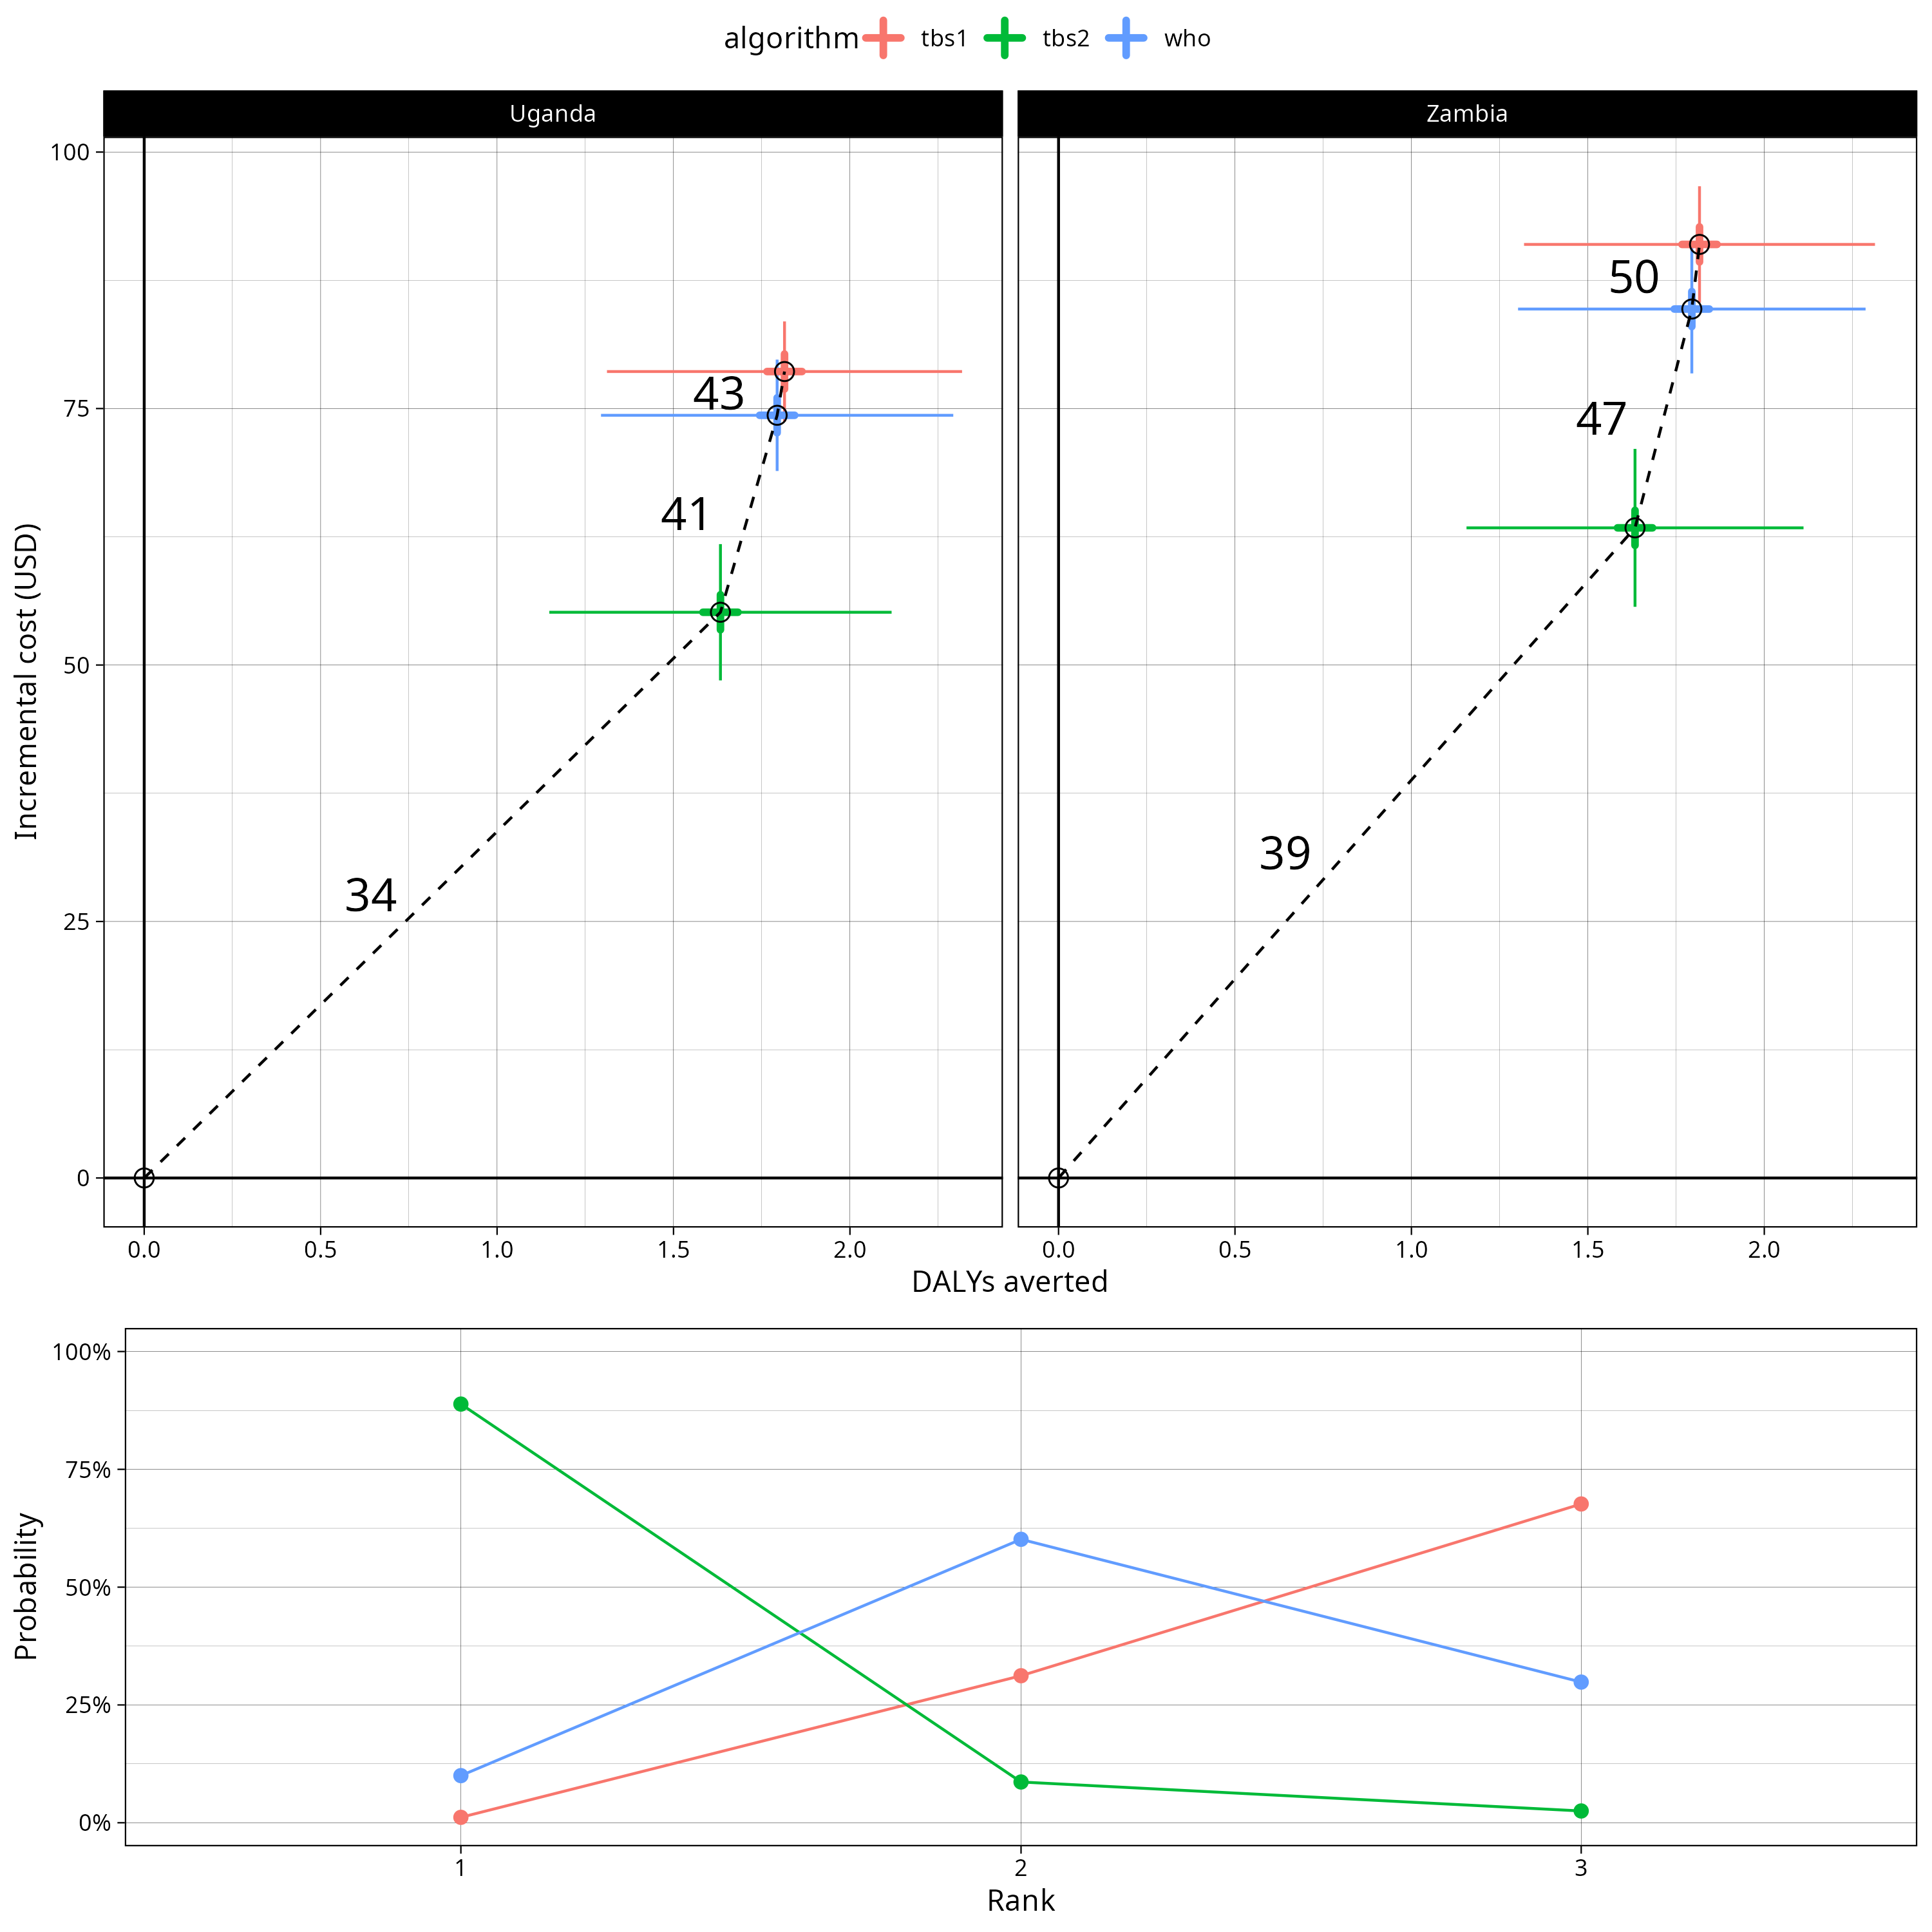 algorithm tbs1 tbs2 who
Uganda Zambia
100
75
50
25
0
Incremental cost (USD)
43
41
34
50
47
39
0.0 0.5 1.0 1.5 2.0
0.0 0.5 1.0 1.5 2.0
DALYs averted
100%
75%
50%
25%
0%
Probability
1 2 3
Rank